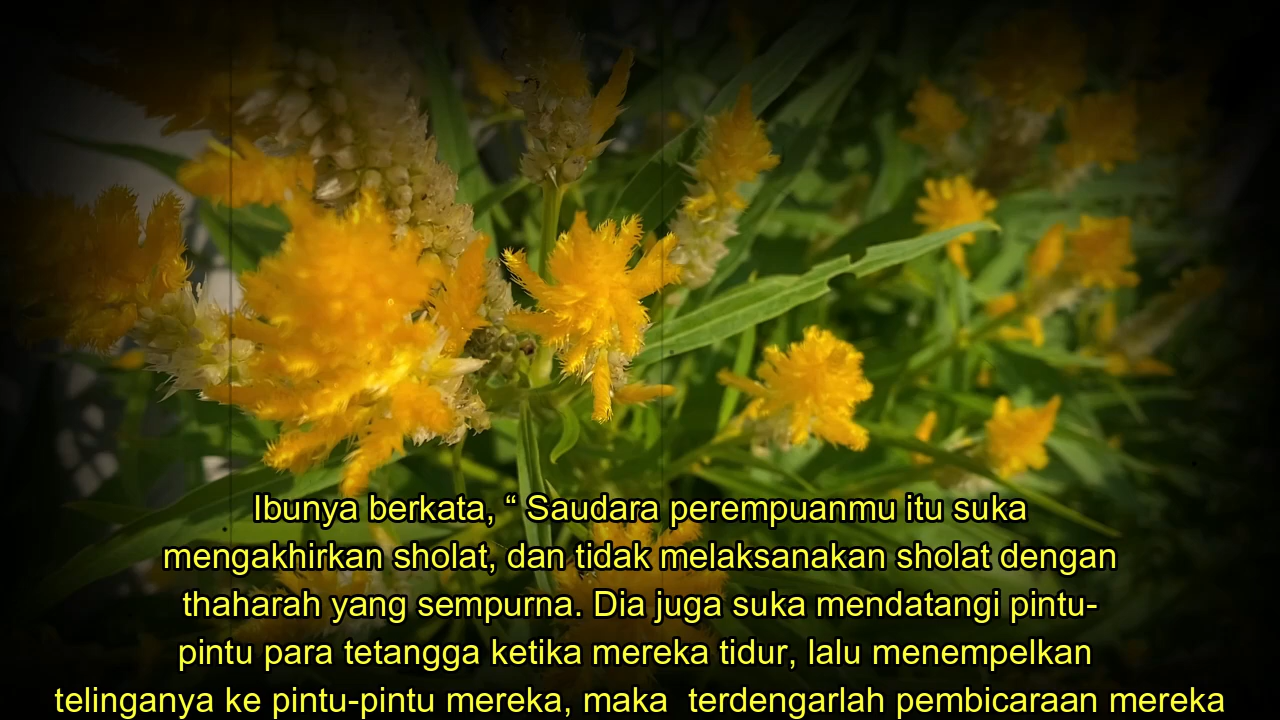 Ibunya berkata, “ Saudara perempuanmu itu suka
mengakhirkan sholat, dan tidak melaksanakan sholat dengan
thaharah yang sempurna. Dia juga suka mendatangi pintu-
pintu para tetangga ketika mereka tidur, lalu menempelkan
telinganya ke pintu-pintu mereka, maka  terdengarlah pembicaraan mereka